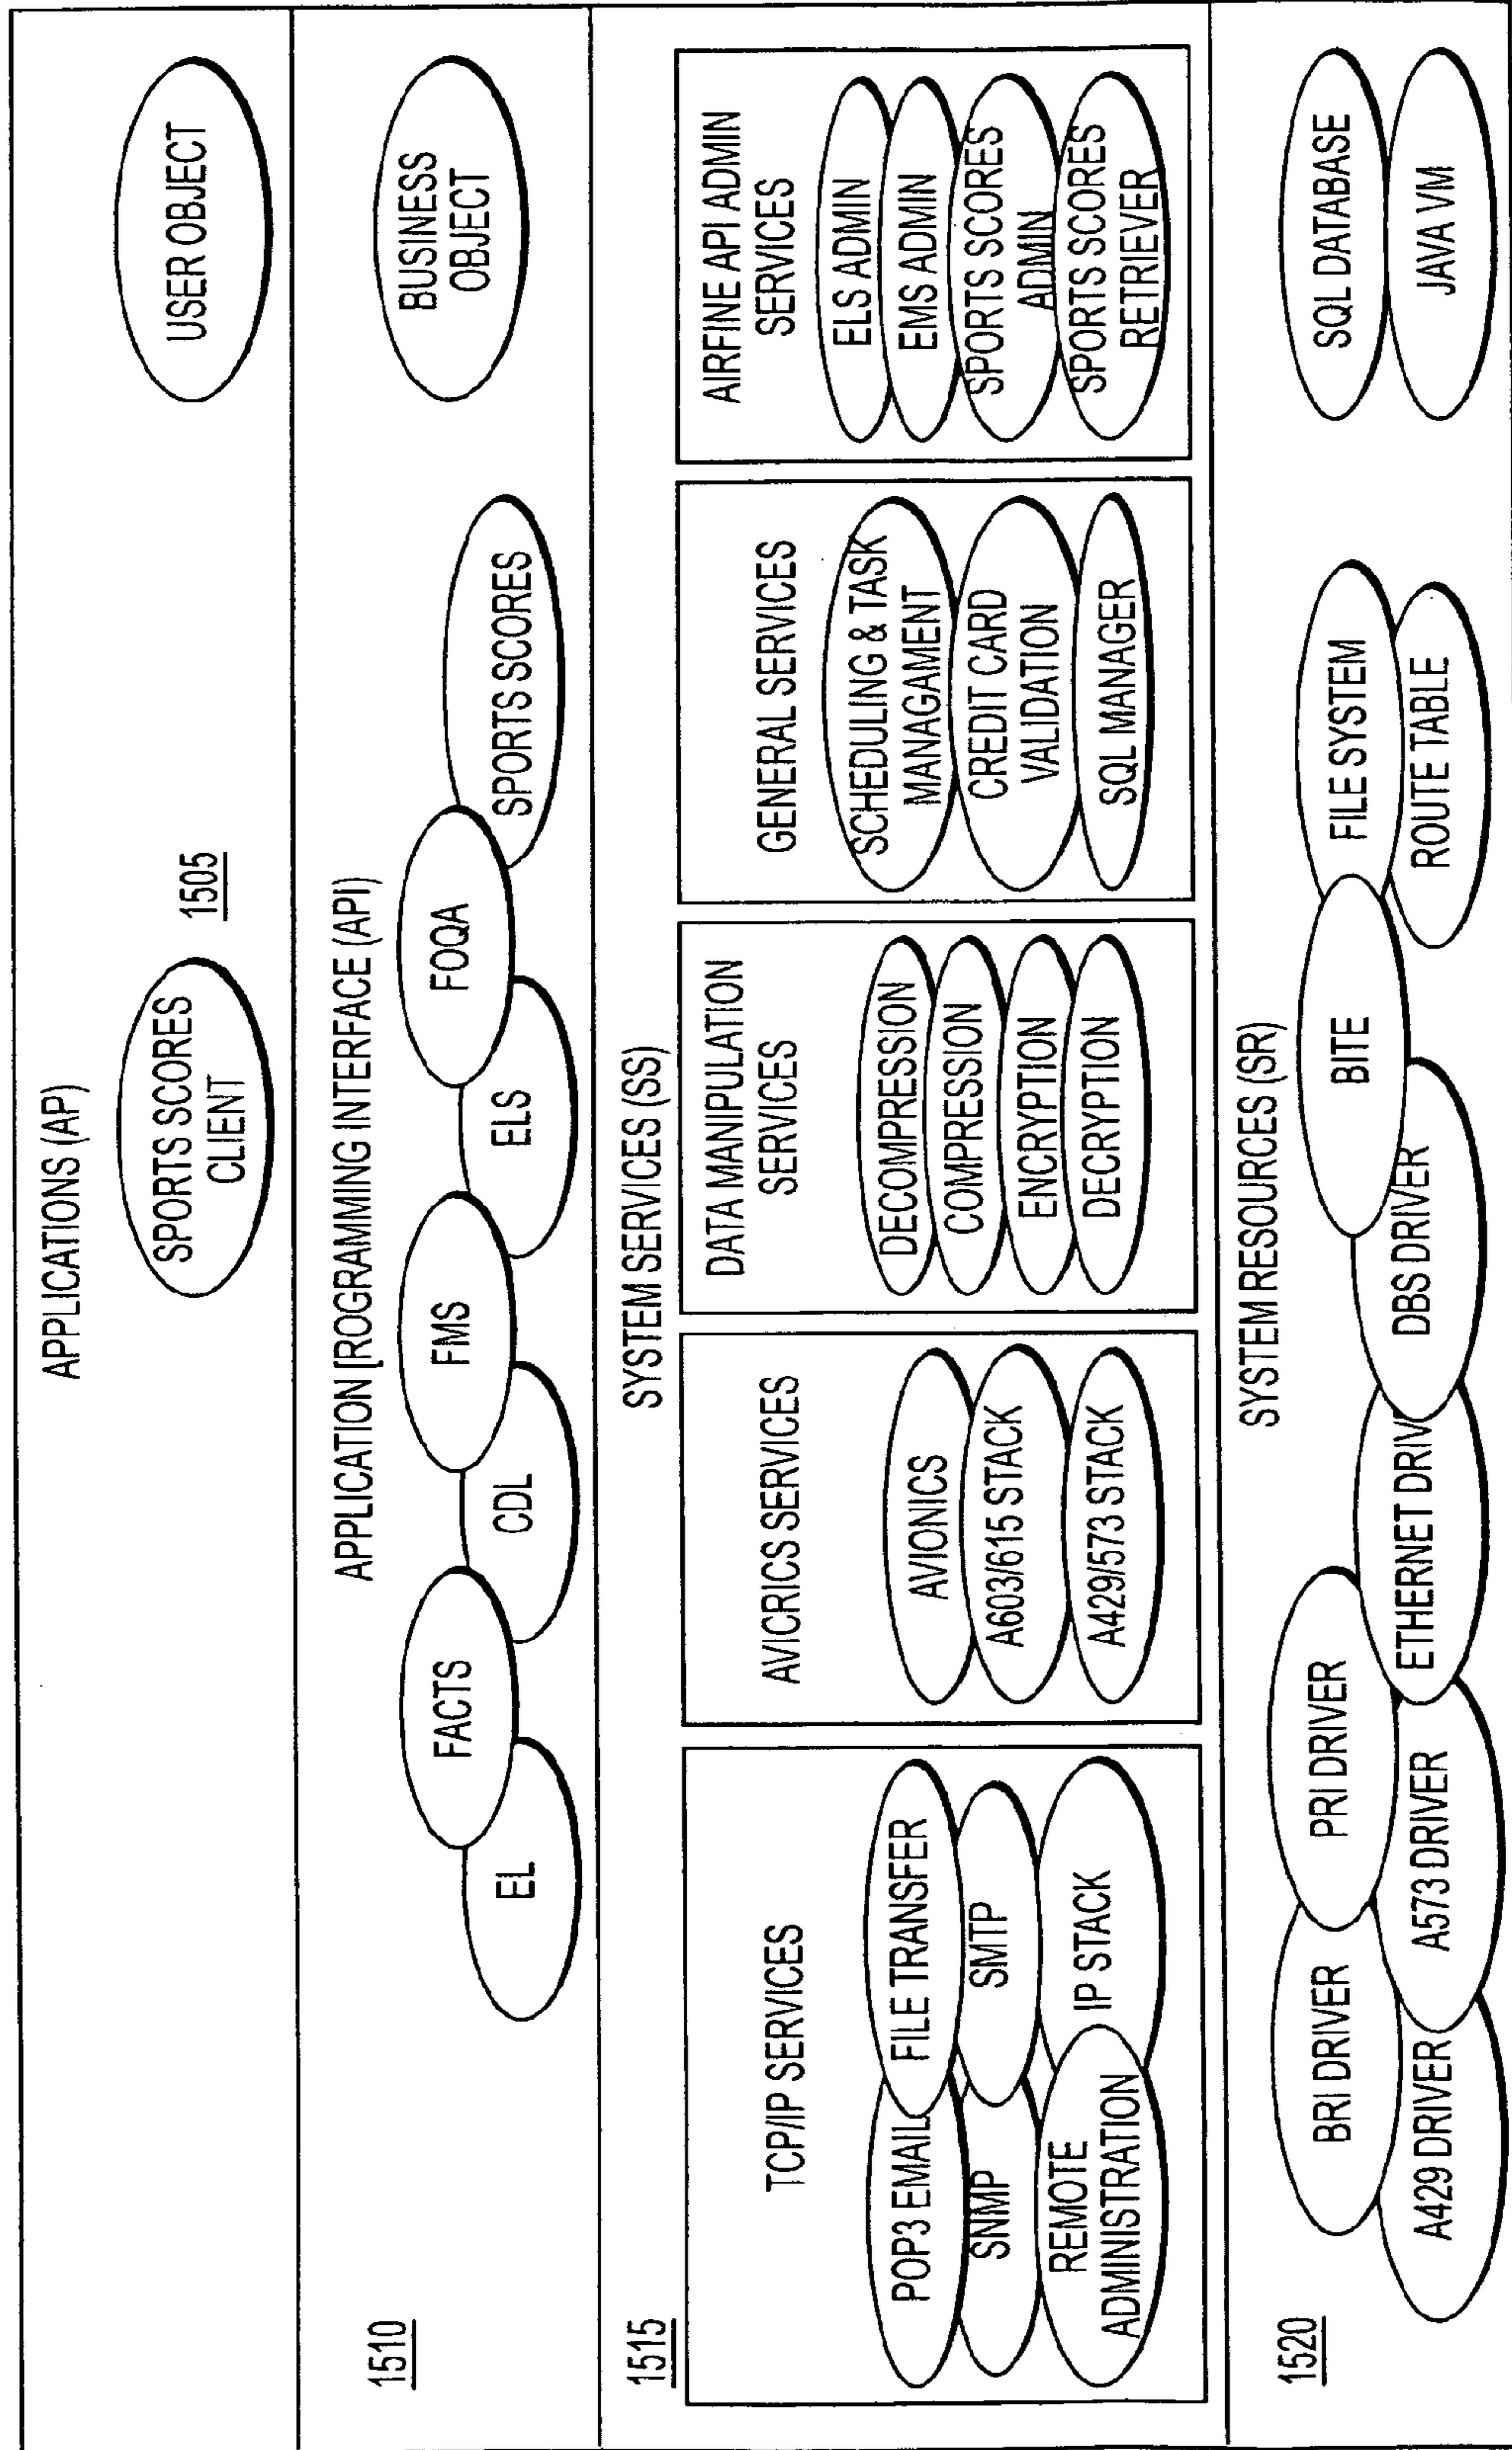 APPLICATIONS (AP)
SPORTS SCORES
CLIENT
1505
USER OBJECT
APPLICATION [ROGRAMMING INTERFACE (API)
1510
EL
FACTS
CDL
FMS
ELS
FOQA
SPORTS SCORES
BUSINESS
OBJECT
SYSTEM SERVICES (SS)
1515
TCP/IP SERVICES
POP3 EMAIL
FILE TRANSFER
SNMP
SMTP
REMOTE
ADMINISTRATION
IP STACK
AVICRICS SERVICES
AVIONICS
A603/615 STACK
A429/573 STACK
DATA MANIPULATION
SERVICES
DECOMPRESSION
COMPRESSION
ENCRYPTION
DECRYPTION
GENERAL SERVICES
SCHEDULING & TASK
MANAGAMENT
CREDIT CARD
VALIDATION
SQL MANAGER
AIRFINE API ADMIN
SERVICES
ELS ADMIN
EMS ADMIN
SPORTS SCORES
ADMIN
SPORTS SCORES
RETRIEVER
SYSTEM RESOURCES (SR)
1520
BRI DRIVER
PRI DRIVER
A429 DRIVER
A573 DRIVER
ETHERNET DRIV
DBS DRIVER
BITE
FILE SYSTEM
ROUTE TABLE
SQL DATABASE
JAVA VM